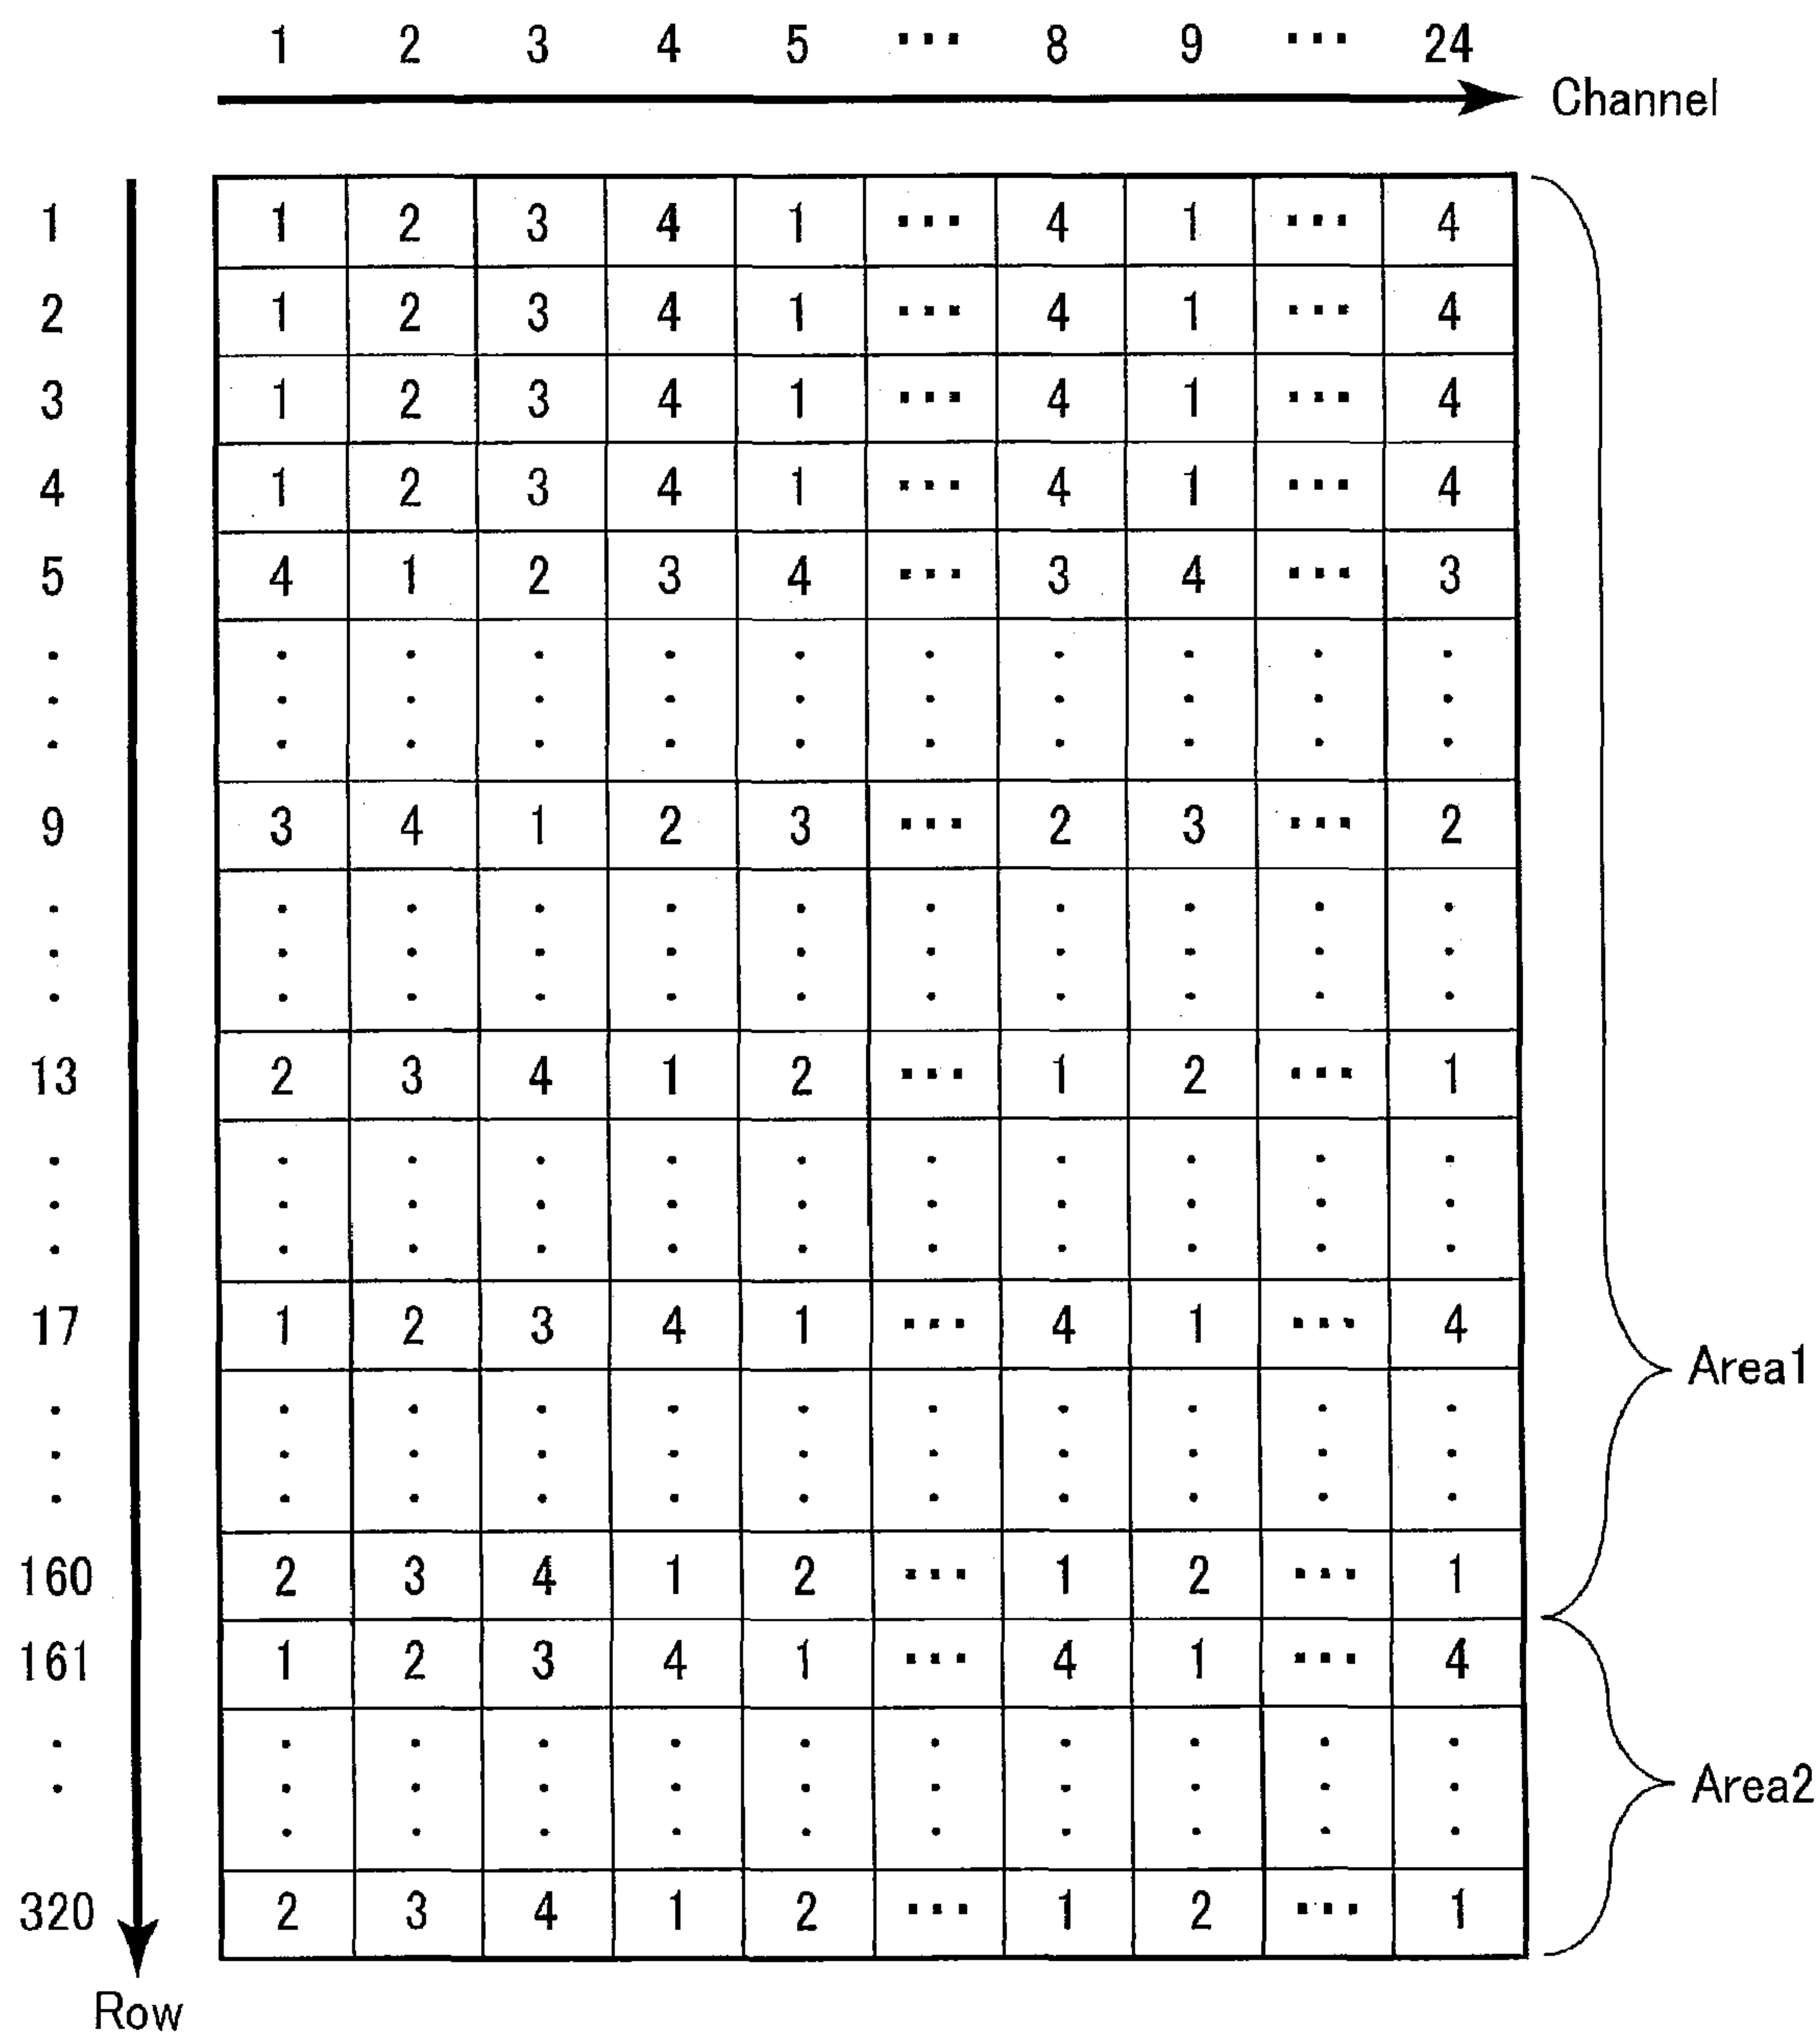 1 2 3 4 5 ... 8 9 ... 24
Channel
1 1 2 3 4 1 ... 4 1 ... 4
2 1 2 3 4 1 ... 4 1 ... 4
3 1 2 3 4 1 ... 4 1 ... 4
4 1 2 3 4 1 ... 4 1 ... 4
5 4 1 2 3 4 ... 3 4 ... 3
9 3 4 1 2 3 ... 2 3 ... 2
13 2 3 4 1 2 ... 1 2 ... 1
17 1 2 3 4 1 ... 4 1 ... 4
Area1
160 2 3 4 1 2 ... 1 2 ... 1
161 1 2 3 4 1 ... 4 1 ... 4
Area2
320 2 3 4 1 2 ... 1 2 ... 1
Row